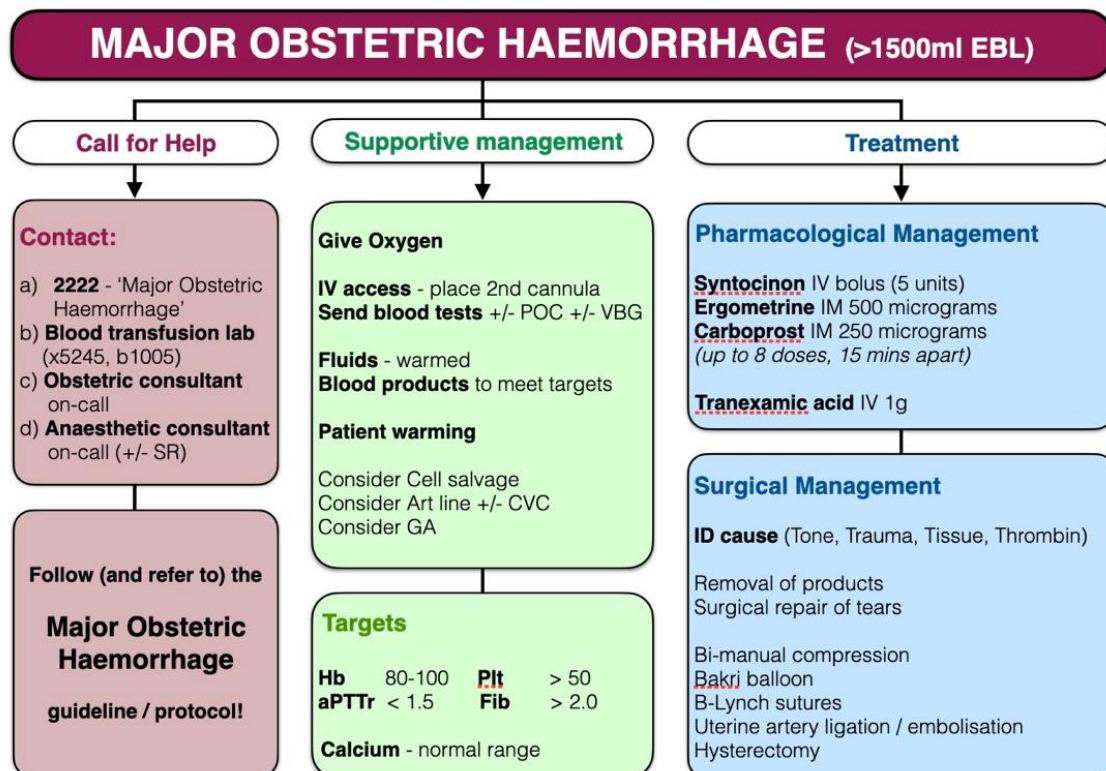 MAJOR OBSTETRIC HAEMORRHAGE (>1500ml EBL)
Call for Help
Contact:
a) 2222 - ‘Major Obstetric
Haemorrhage’
b) Blood transfusion lab
(x5245, b1005)
c) Obstetric consultant
on-call
d) Anaesthetic consultant
on-call (+/- SR)
Follow (and refer to) the
Major Obstetric
Haemorrhage
guideline / protocol!
Supportive management
Give Oxygen
IV access - place 2nd cannula
Send blood tests +/- POC +/- VBG
Fluids - warmed
Blood products to meet targets
Patient warming
Consider Cell salvage
Consider Art line +/- CVC
Consider GA
Targets
Hb 80-100 Plt > 50
aPTTr < 1.5 Fib > 2.0
Calcium - normal range
Treatment
Pharmacological Management
Syntocinon IV bolus (5 units)
Ergometrine IM 500 micrograms
Carboprost IM 250 micrograms
(up to 8 doses, 15 mins apart)
Tranexamic acid IV 1g
Surgical Management
ID cause (Tone, Trauma, Tissue, Thrombin)
Removal of products
Surgical repair of tears
Bi-manual compression
Bakri balloon
B-Lynch sutures
Uterine artery ligation / embolisation
Hysterectomy